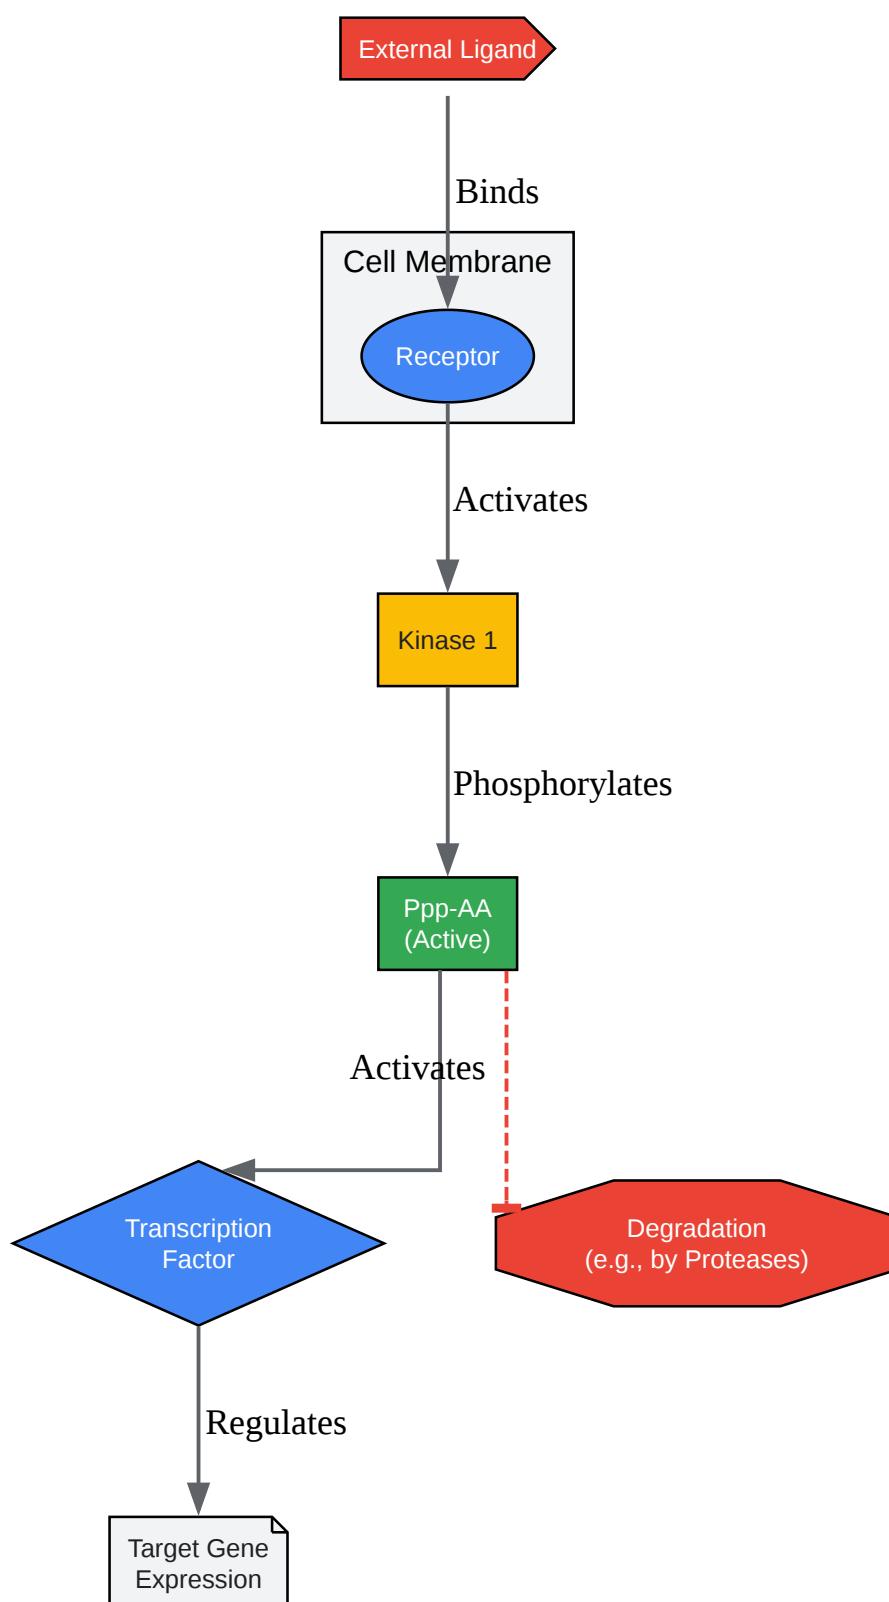 External Ligand
Binds
Cell Membrane
Receptor
Activates
Kinase 1
Phosphorylates
Ppp-AA
(Active)
Activates
Transcription
Factor
Degradation
(e.g., by Proteases)
Regulates
Target Gene
Expression